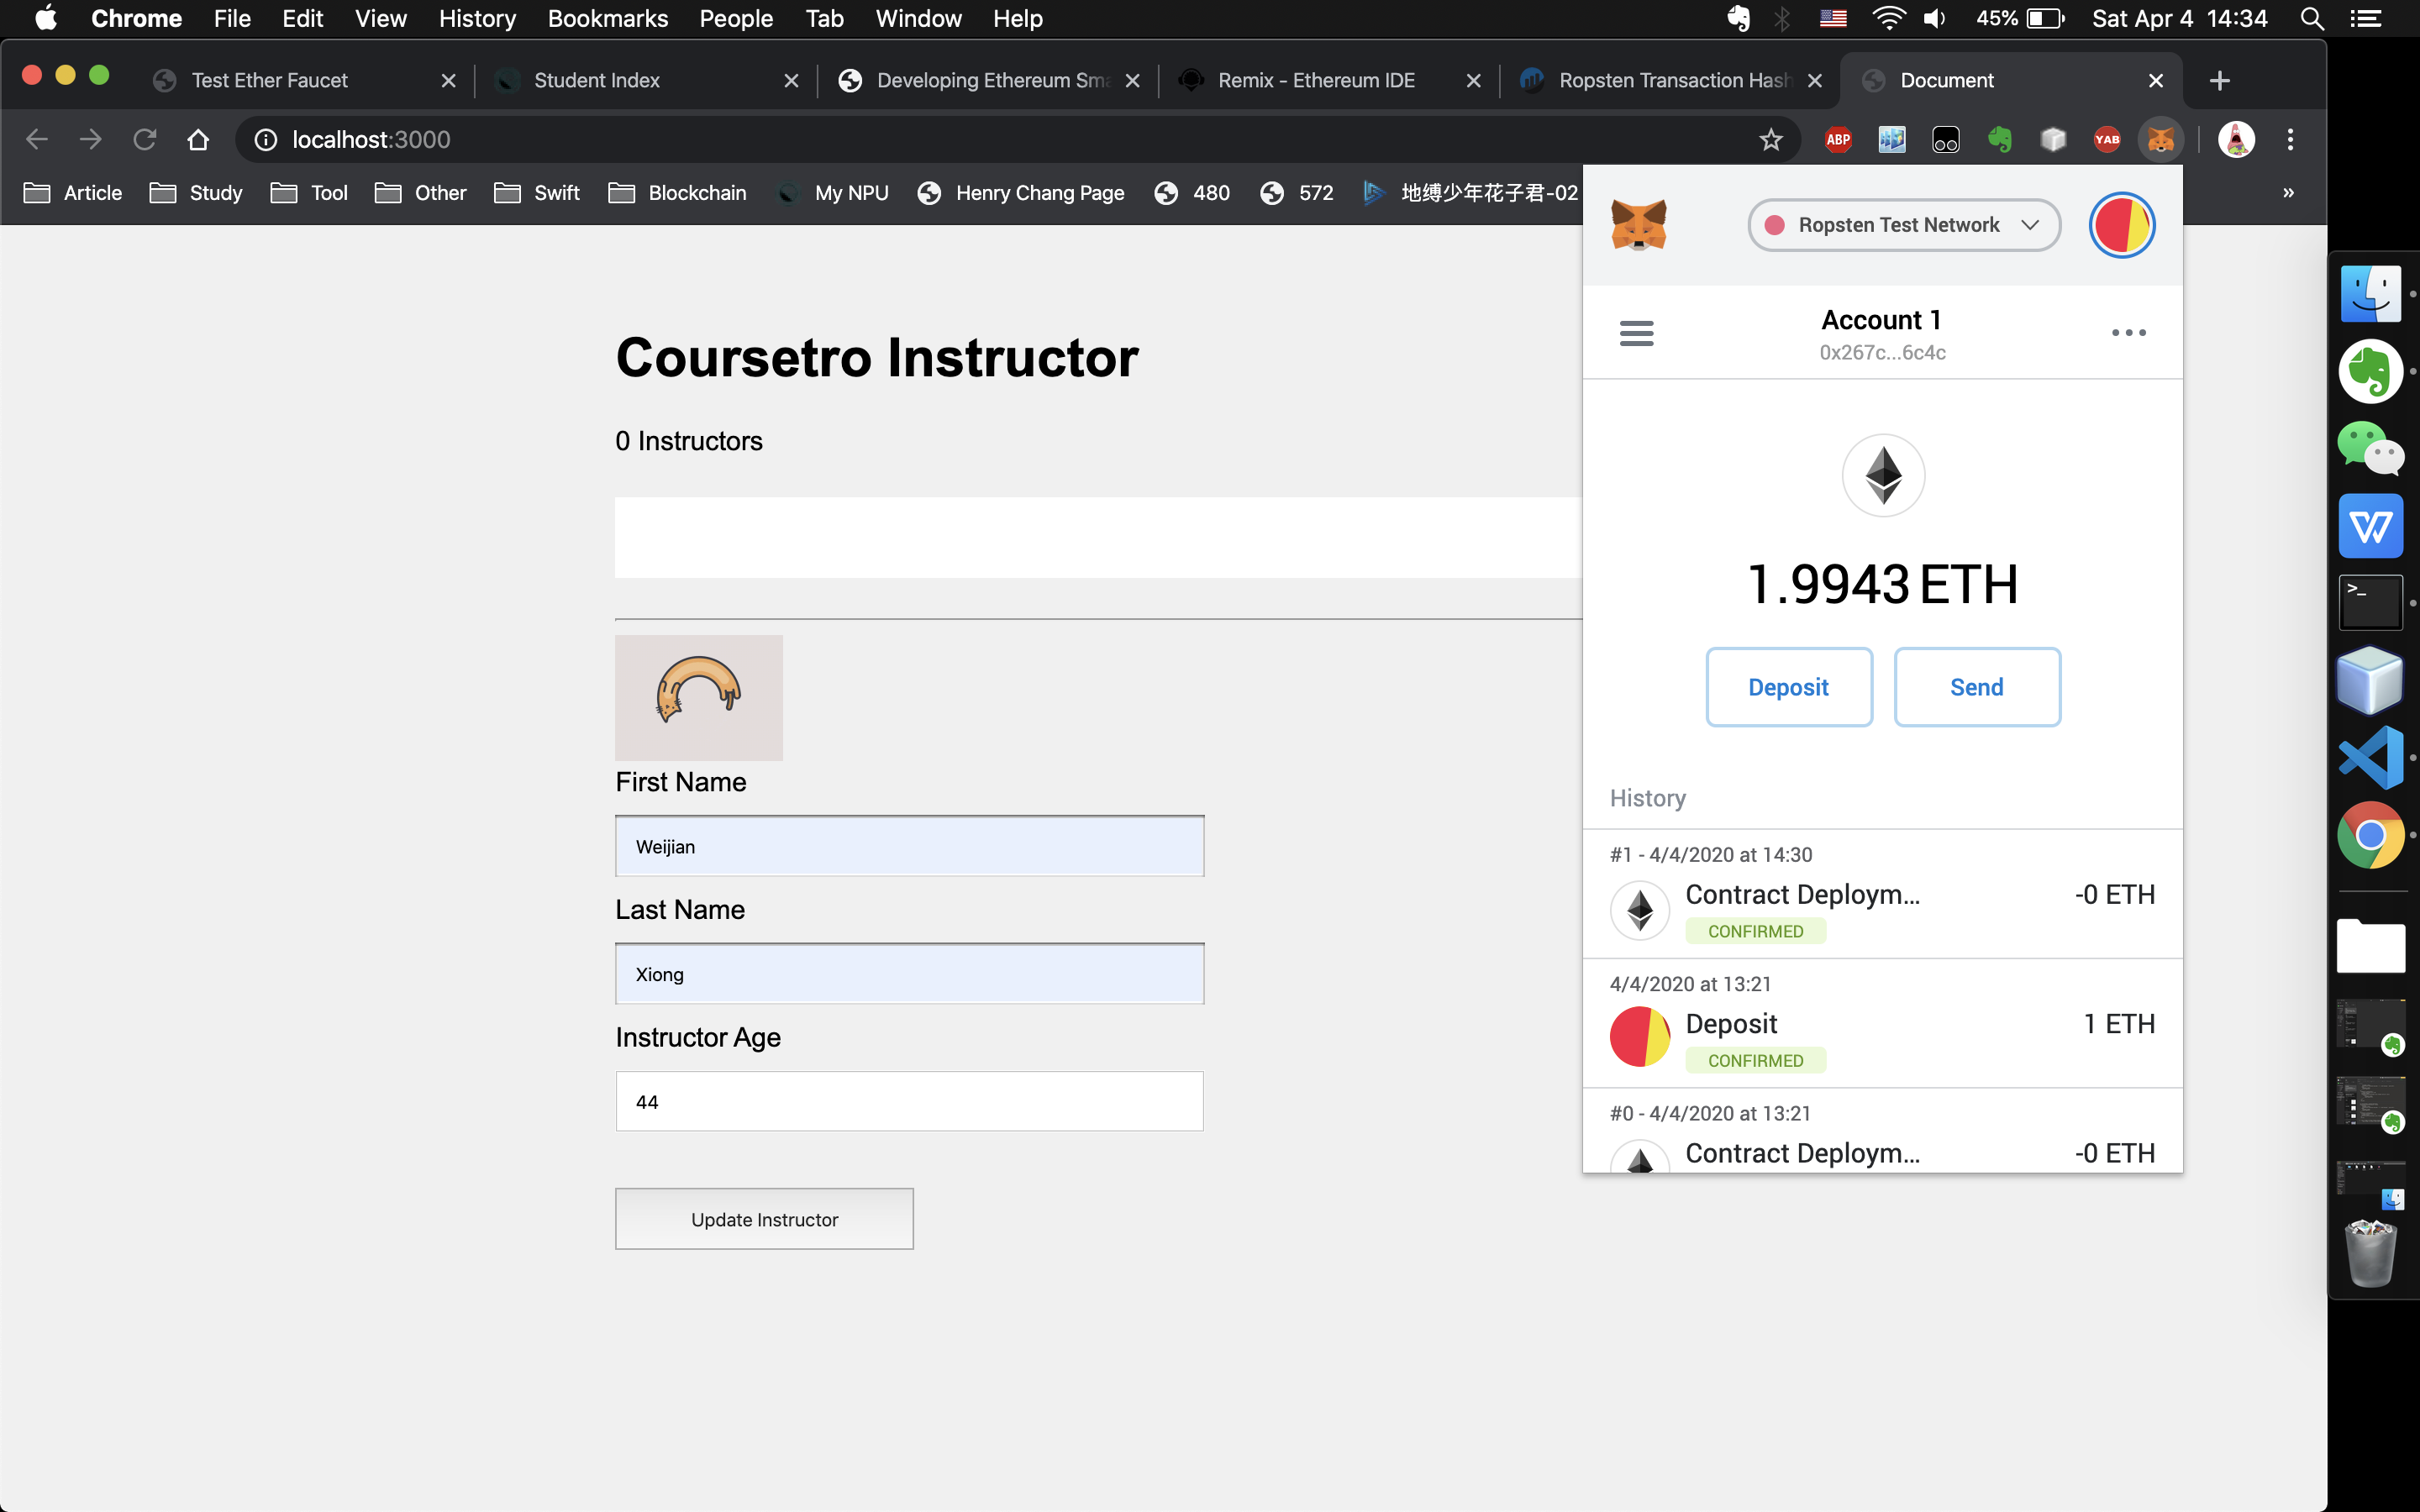 Chrome File Edit View History Bookmarks People Tab Window Help 45% Sat Apr 4 14:34
Test Ether Faucet Student Index Developing Ethereum Sma Remix - Ethereum IDE Ropsten Transaction Hash Document
localhost:3000 ABP YAB
Article Study Tool Other Swift Blockchain My NPU Henry Chang Page 480 572 地缚少年花子君-02 »
Ropsten Test Network
Account 1
0x267c...6c4c
Coursetro Instructor
0 Instructors
1.9943 ETH
Deposit Send
First Name
Weijian
Last Name
Xiong
Instructor Age
44
Update Instructor
History
#1 - 4/4/2020 at 14:30
Contract Deploym... -0 ETH
CONFIRMED
4/4/2020 at 13:21
Deposit 1 ETH
CONFIRMED
#0 - 4/4/2020 at 13:21
Contract Deploym... -0 ETH